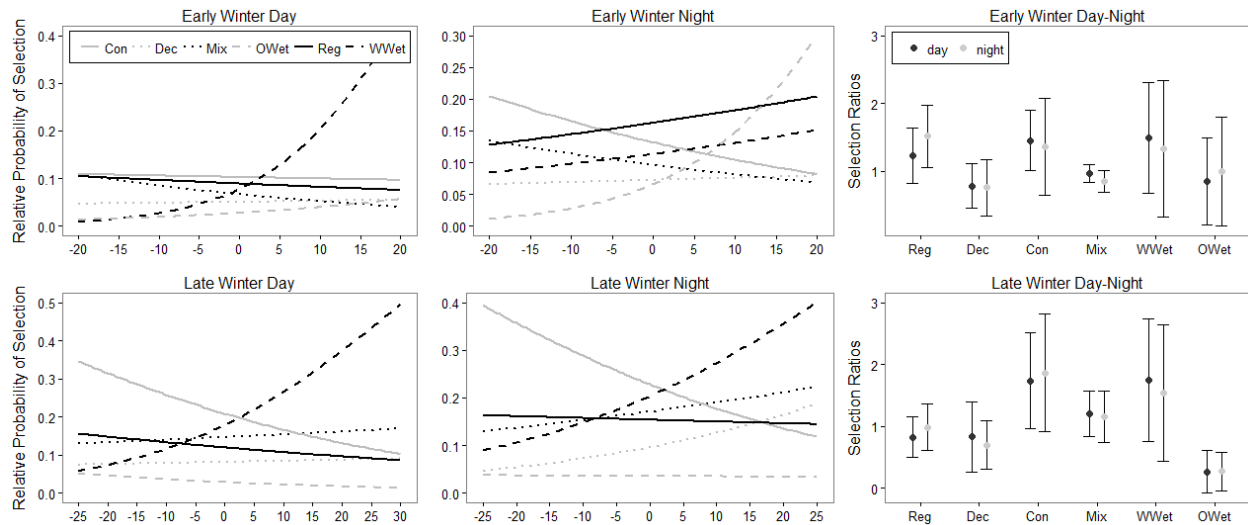 Early Winter Day
Early Winter Night
Early Winter Day-Night
Relative Probability of Selection
0.4
0.3
0.2
0.1
0.0
Con Dec Mix OWet Reg WWet
-20 -15 -10 -5 0 5 10 15 20
0.30
0.25
0.20
0.15
0.10
0.05
0.00
-20 -10 0 10 20
Selection Ratios
3
2
1
day night
Reg Dec Con Mix WWet OWet
Late Winter Day
Late Winter Night
Late Winter Day-Night
Relative Probability of Selection
0.5
0.4
0.3
0.2
0.1
0.0
-25 -20 -15 -10 -5 0 5 10 15 20 25 30
0.4
0.3
0.2
0.1
0.0
-25 -20 -15 -10 -5 0 5 10 15 20 25
Selection Ratios
3
2
1
0
Reg Dec Con Mix WWet OWet